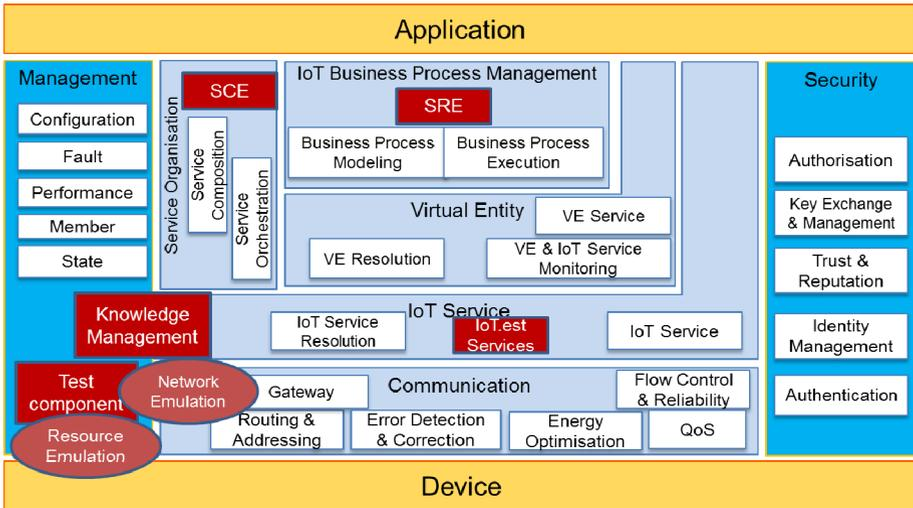 Application
Management
Configuration
Fault
Performance
Member
State
Knowledge
Management
Test
component
Network
Emulation
Resource
Emulation
Service Organisation
SCE
Service
Composition
Service
Orchestration
IoT Business Process Management
SRE
Business Process
Modeling
Business Process
Execution
Virtual Entity
VE Service
VE Resolution
VE & IoT Service
Monitoring
IoT Service
IoT Service
Resolution
IoT.est
Services
IoT Service
Communication
Gateway
Flow Control
& Reliability
Routing &
Addressing
Error Detection
& Correction
Energy
Optimisation
QoS
Security
Authorisation
Key Exchange
& Management
Trust &
Reputation
Identity
Management
Authentication
Device